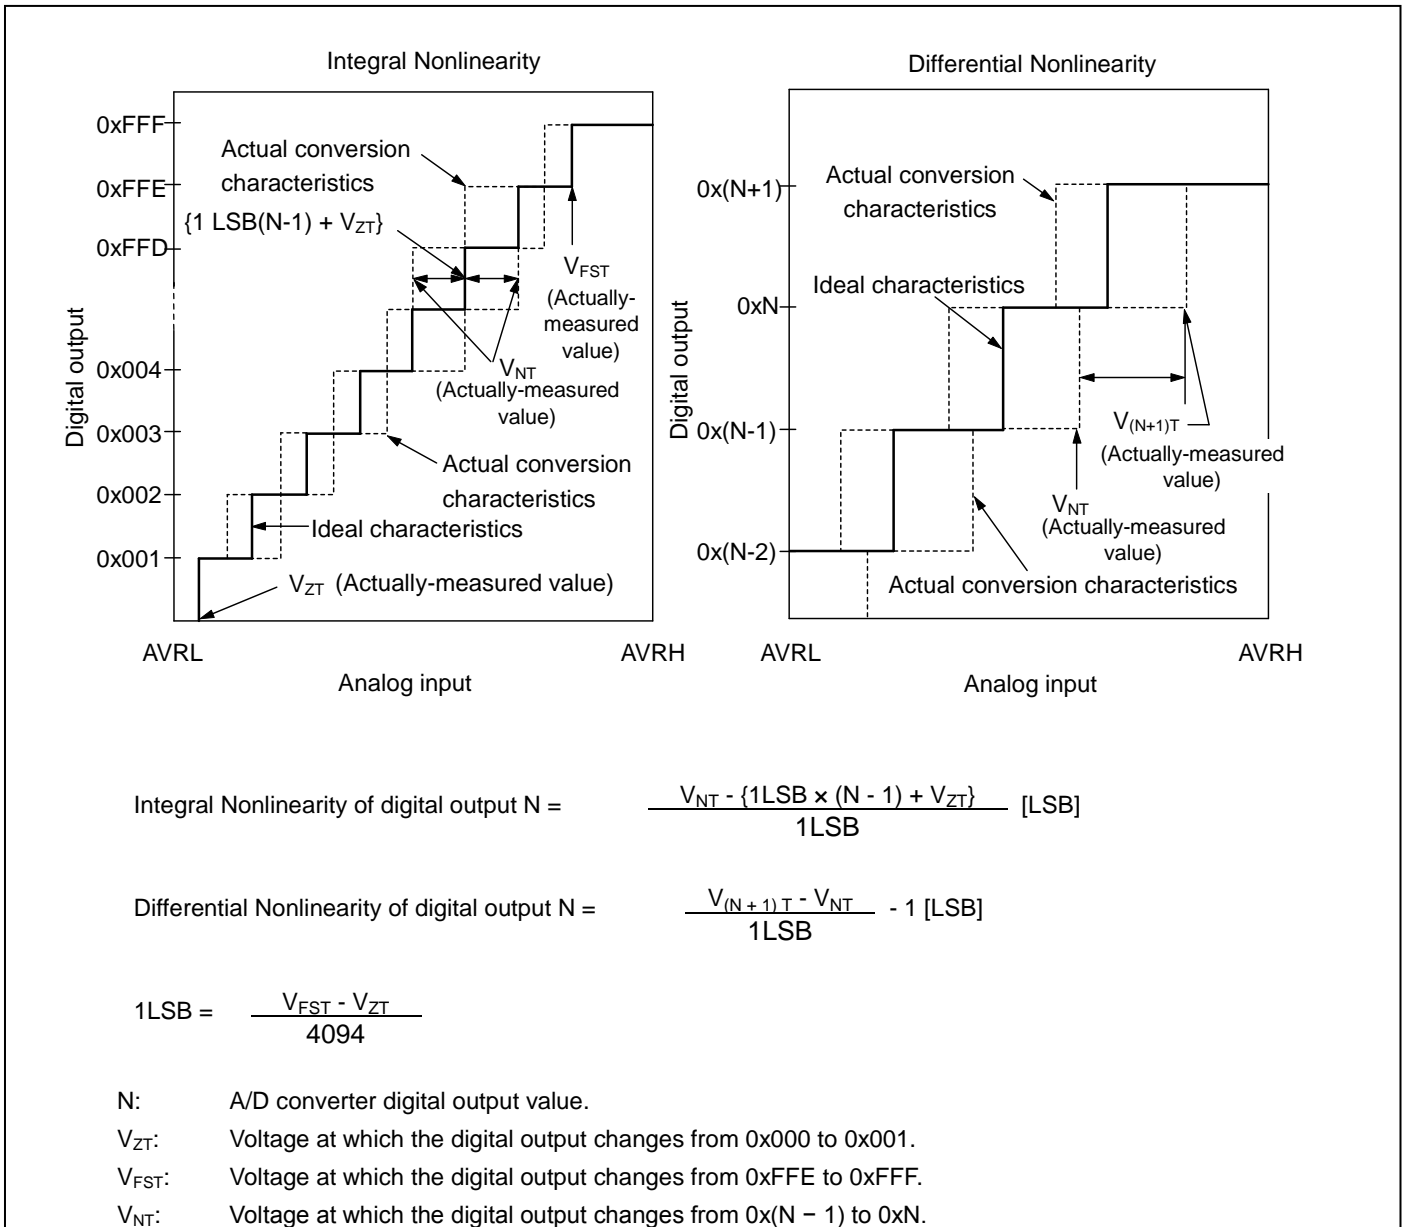 Integral Nonlinearity
0xFFF
0xFFE
0xFFD
0x004
0x003
0x002
0x001
Digital output
Actual conversion
characteristics
{1 LSB(N-1) + VZT}
VFST
(Actually-
measured
value)
VNT
(Actually-measured
value)
Actual conversion
characteristics
Ideal characteristics
VZT (Actually-measured value)
AVRL
AVRH
Analog input
Differential Nonlinearity
0x(N+1)
0xN
0x(N-1)
0x(N-2)
Digital output
Actual conversion
characteristics
Ideal characteristics
V(N+1)T
(Actually-measured
value)
VNT
(Actually-measured
value)
Actual conversion characteristics
AVRL
AVRH
Analog input
Integral Nonlinearity of digital output N =
VNT - {1LSB × (N - 1) + VZT}
1LSB
[LSB]
Differential Nonlinearity of digital output N =
V(N + 1) T - VNT
1LSB
- 1 [LSB]
1LSB =
VFST - VZT
4094
N: A/D converter digital output value.
VZT: Voltage at which the digital output changes from 0x000 to 0x001.
VFST: Voltage at which the digital output changes from 0xFFE to 0xFFF.
VNT: Voltage at which the digital output changes from 0x(N − 1) to 0xN.